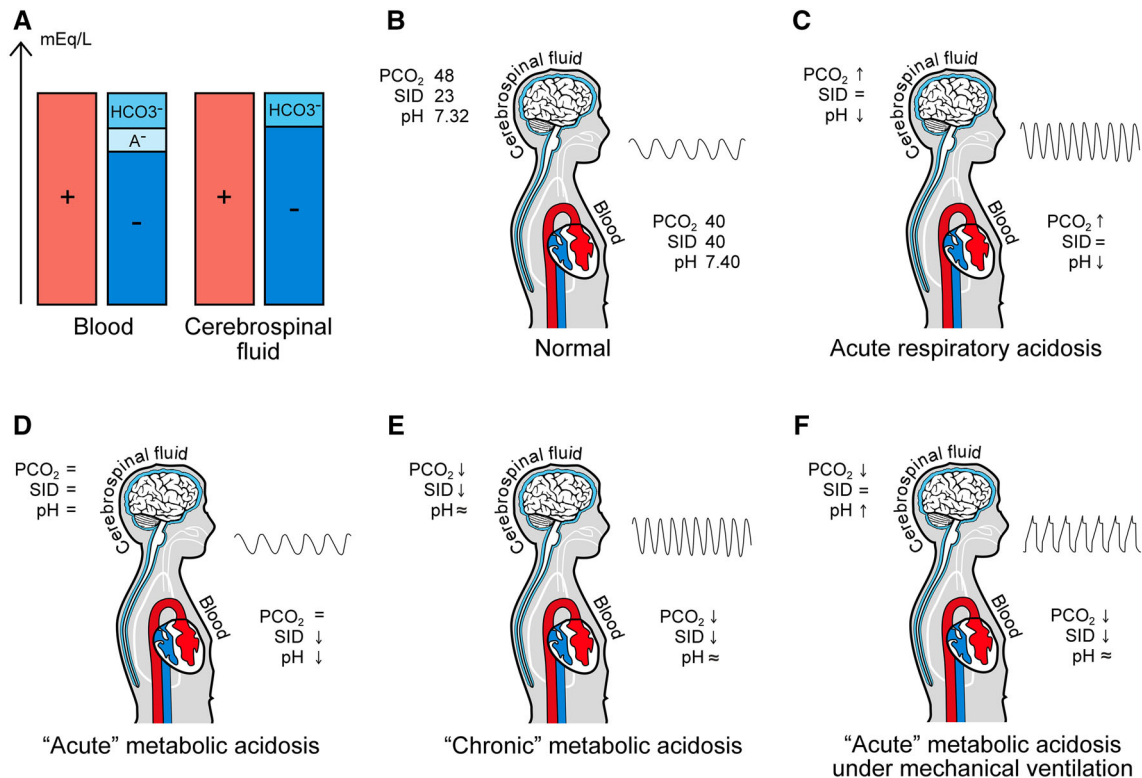 A
mEq/L
HCO3⁻
A⁻
+
-
HCO3⁻
+
-
Blood
Cerebrospinal
fluid
B
PCO₂ 48
SID 23
pH 7.32
Cerebrospinal fluid
Blood
PCO₂ 40
SID 40
pH 7.40
Normal
C
PCO₂ ↑
SID =
pH ↓
Cerebrospinal fluid
Blood
PCO₂ ↑
SID =
pH ↓
Acute respiratory acidosis
D
PCO₂ =
SID =
pH =
Cerebrospinal fluid
Blood
PCO₂ =
SID ↓
pH ↓
“Acute” metabolic acidosis
E
PCO₂ ↓
SID ↓
pH ≈
Cerebrospinal fluid
Blood
PCO₂ ↓
SID ↓
pH ≈
“Chronic” metabolic acidosis
F
PCO₂ ↓
SID =
pH ↑
Cerebrospinal fluid
Blood
PCO₂ ↓
SID ↓
pH ≈
“Acute” metabolic acidosis
under mechanical ventilation